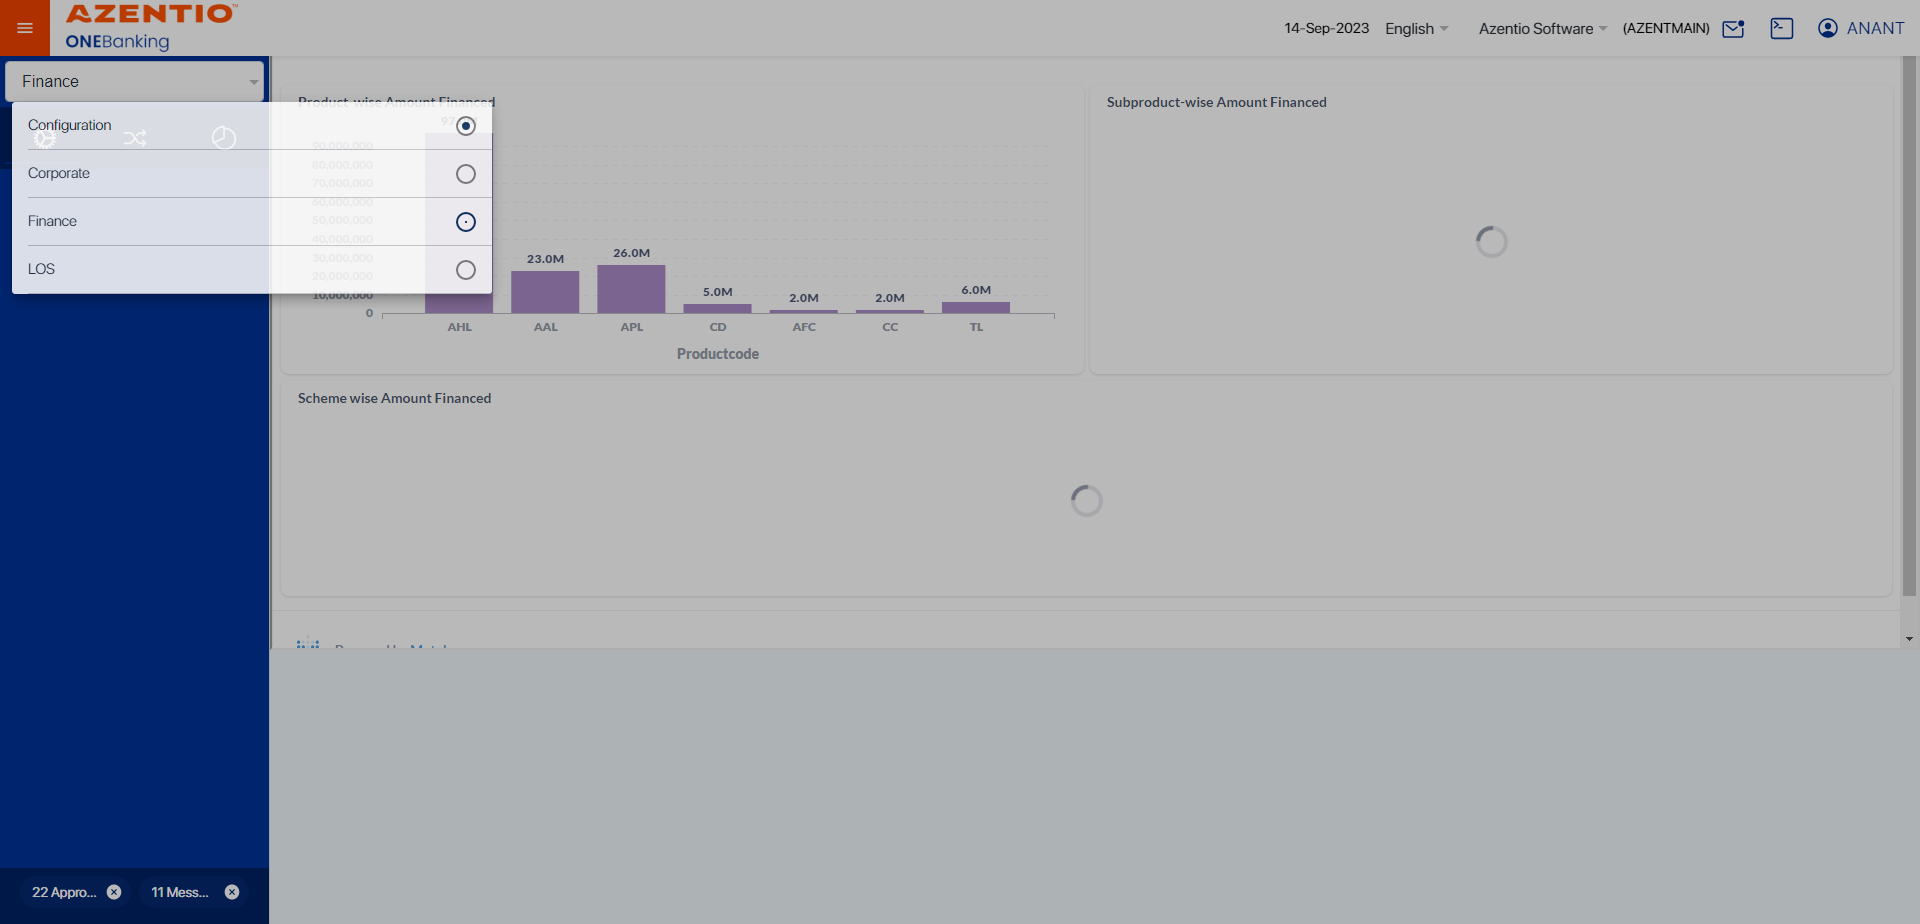 AZENTIO™
ONEBanking
14-Sep-2023
English
Azentio Software
(AZENTMAIN)
ANANT
Finance
Configuration
Corporate
Finance
LOS
Product-wise Amount Financed
90,000,000
80,000,000
70,000,000
60,000,000
50,000,000
40,000,000
30,000,000
20,000,000
10,000,000
0
23.0M
26.0M
5.0M
2.0M
2.0M
6.0M
AHL
AAL
APL
CD
AFC
CC
TL
Productcode
Subproduct-wise Amount Financed
Scheme wise Amount Financed
22 Appro...
11 Mess...